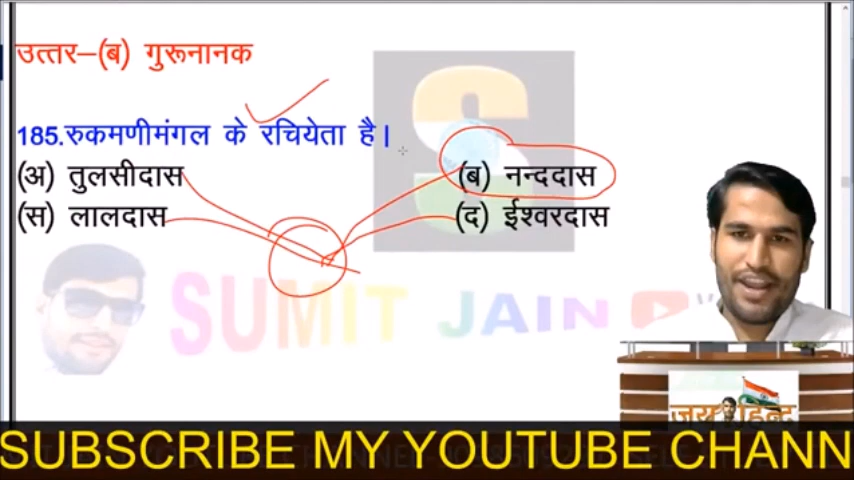 उत्तर–(ब) गुरूनानक
185.रुकमणीमंगल के रचियेता है।
(अ) तुलसीदास
(ब) नन्ददास
(स) लालदास
(द) ईश्वरदास
SUMIT JAIN
जय हिन्द
SUBSCRIBE MY YOUTUBE CHANN